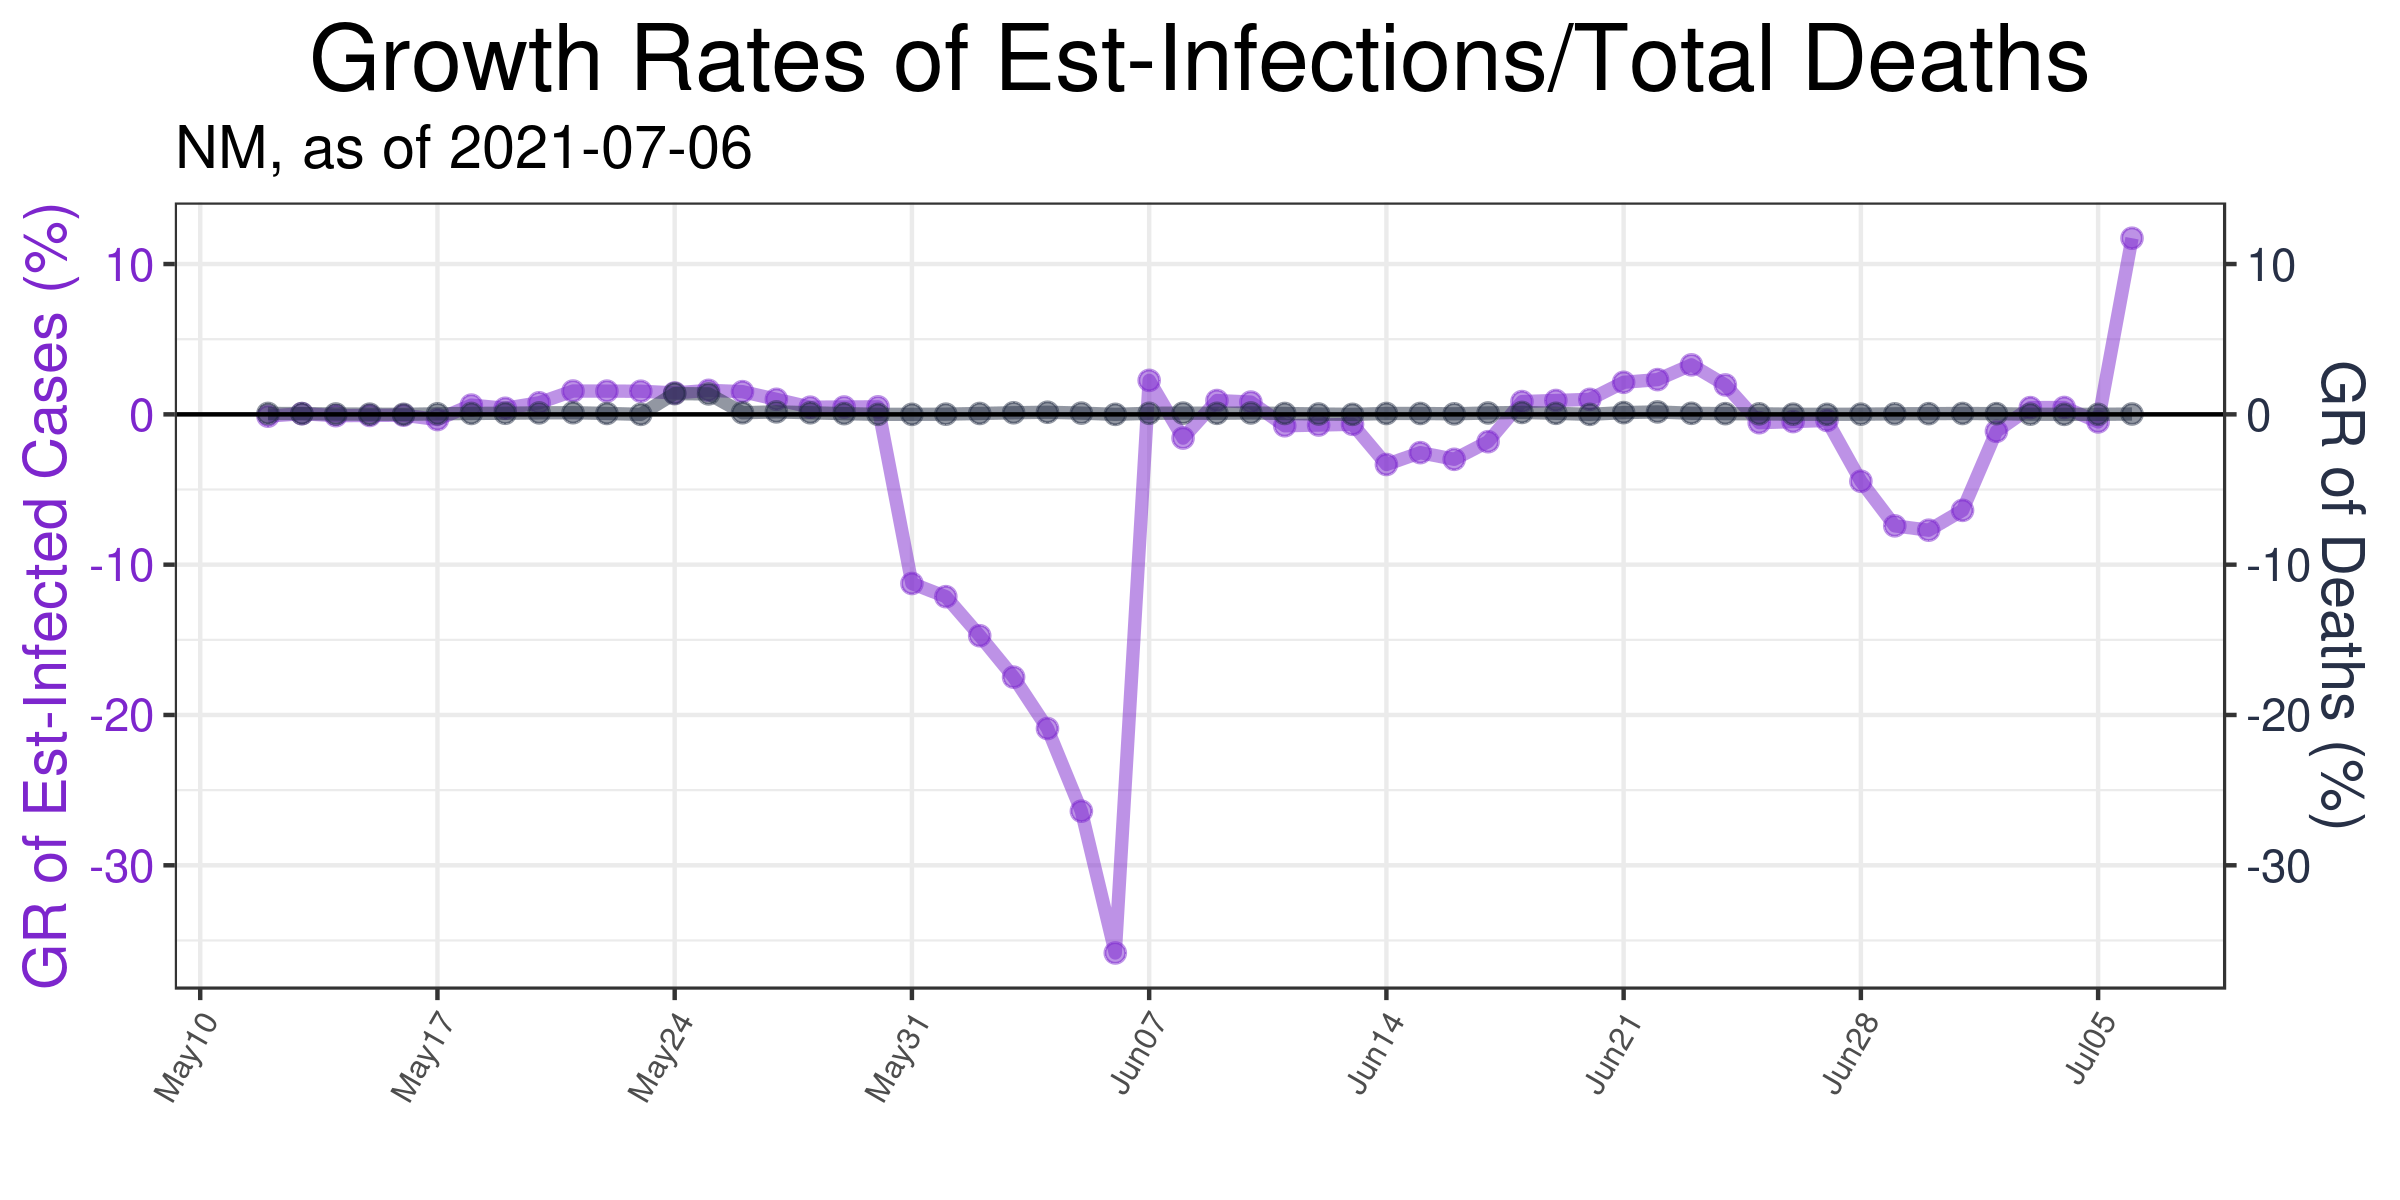 Growth Rates of Est-Infections/Total Deaths
NM, as of 2021-07-06
GR of Est-Infected Cases (%)
10
0
-10
-20
-30
10
0
-10
-20
-30
GR of Deaths (%)
May10
May17
May24
May31
Jun07
Jun14
Jun21
Jun28
Jul05